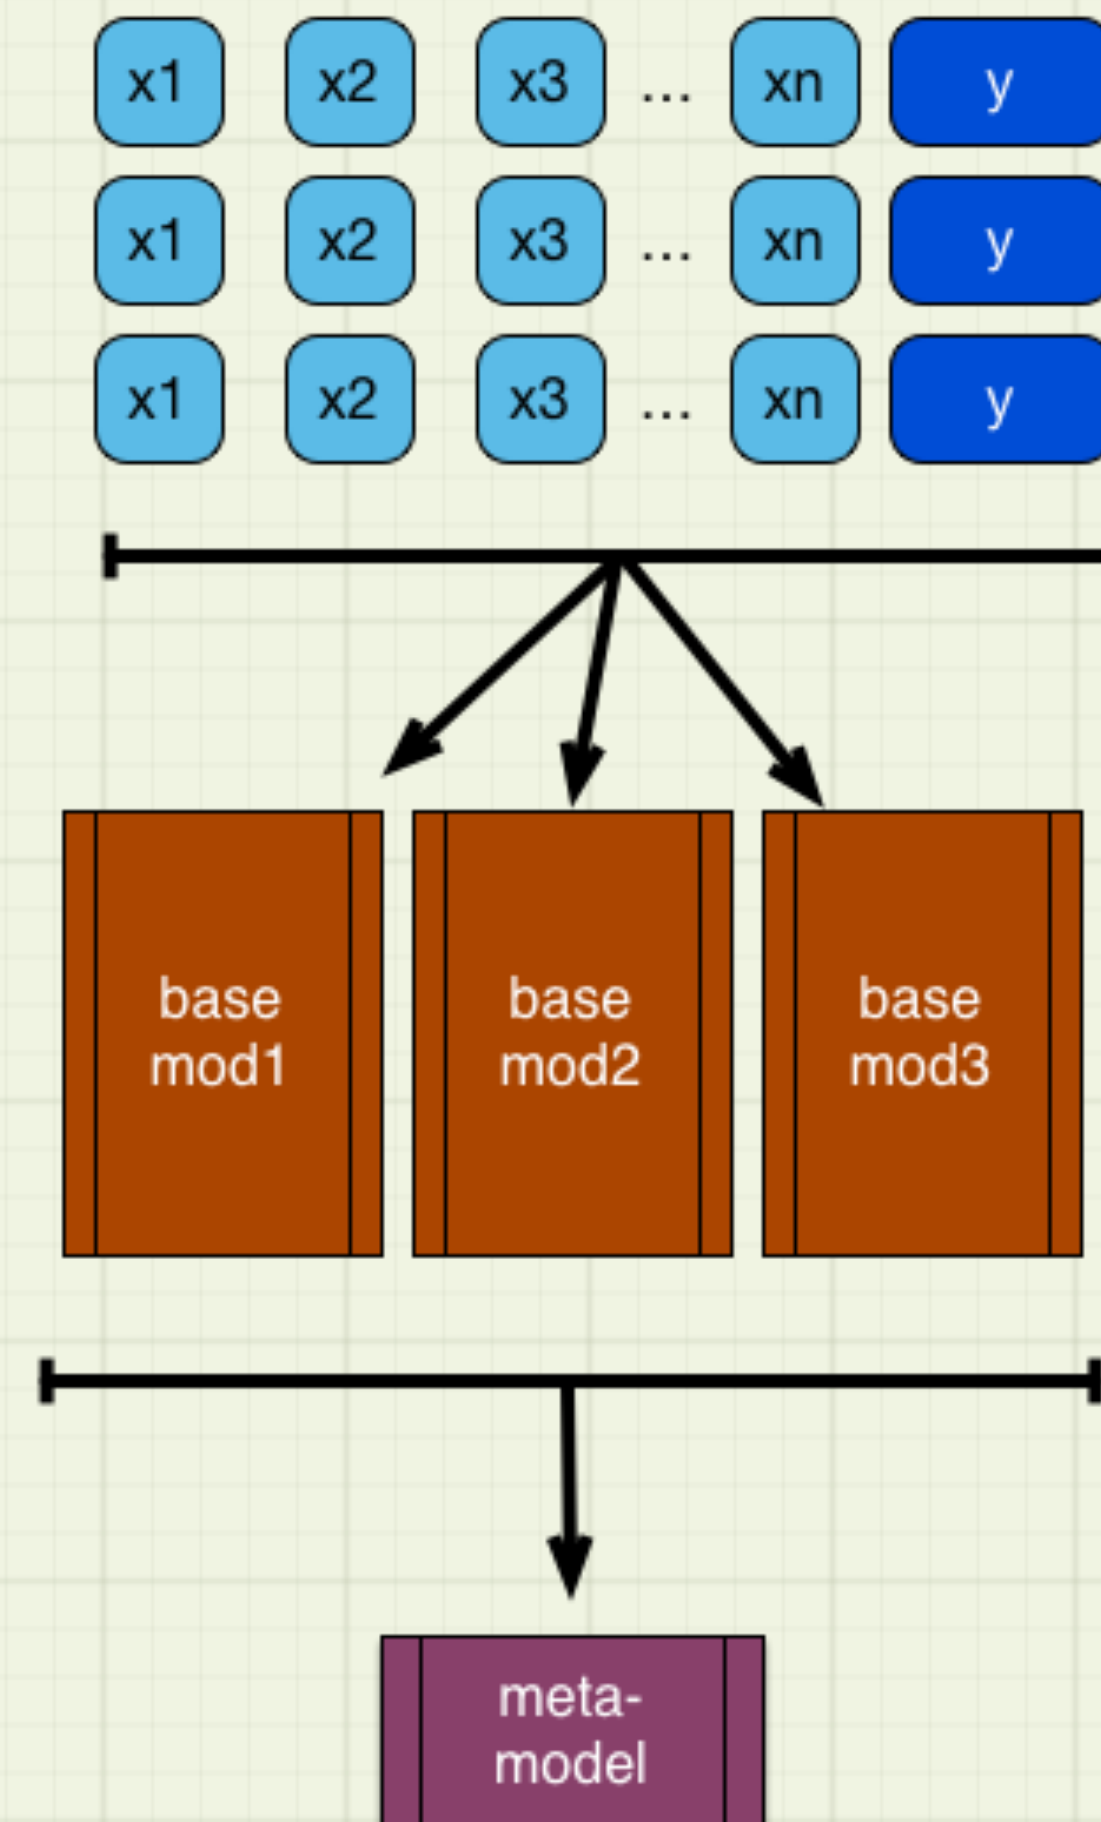 x1 x2 x3 ... xn y
x1 x2 x3 ... xn y
x1 x2 x3 ... xn y
base mod1
base mod2
base mod3
meta-
model